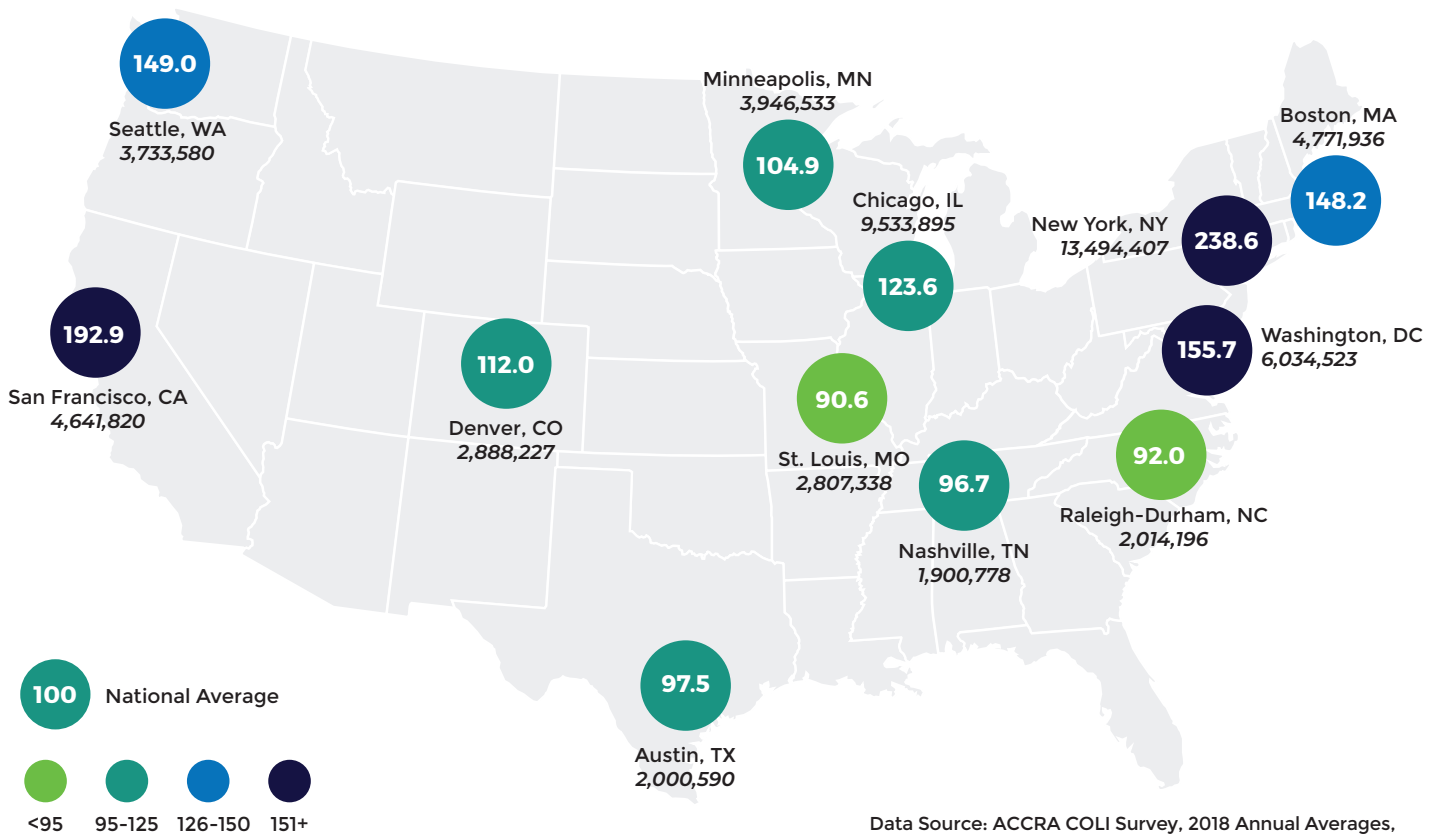 149.0
Seattle, WA
3,733,580
Minneapolis, MN
3,946,533
104.9
Boston, MA
4,771,936
148.2
Chicago, IL
9,533,895
123.6
New York, NY
13,494,407
238.6
192.9
San Francisco, CA
4,641,820
112.0
Denver, CO
2,888,227
155.7
Washington, DC
6,034,523
90.6
St. Louis, MO
2,807,338
92.0
Raleigh-Durham, NC
2,014,196
96.7
Nashville, TN
1,900,778
97.5
Austin, TX
2,000,590
100 National Average
<95 95-125 126-150 151+
Data Source: ACCRA COLI Survey, 2018 Annual Averages,